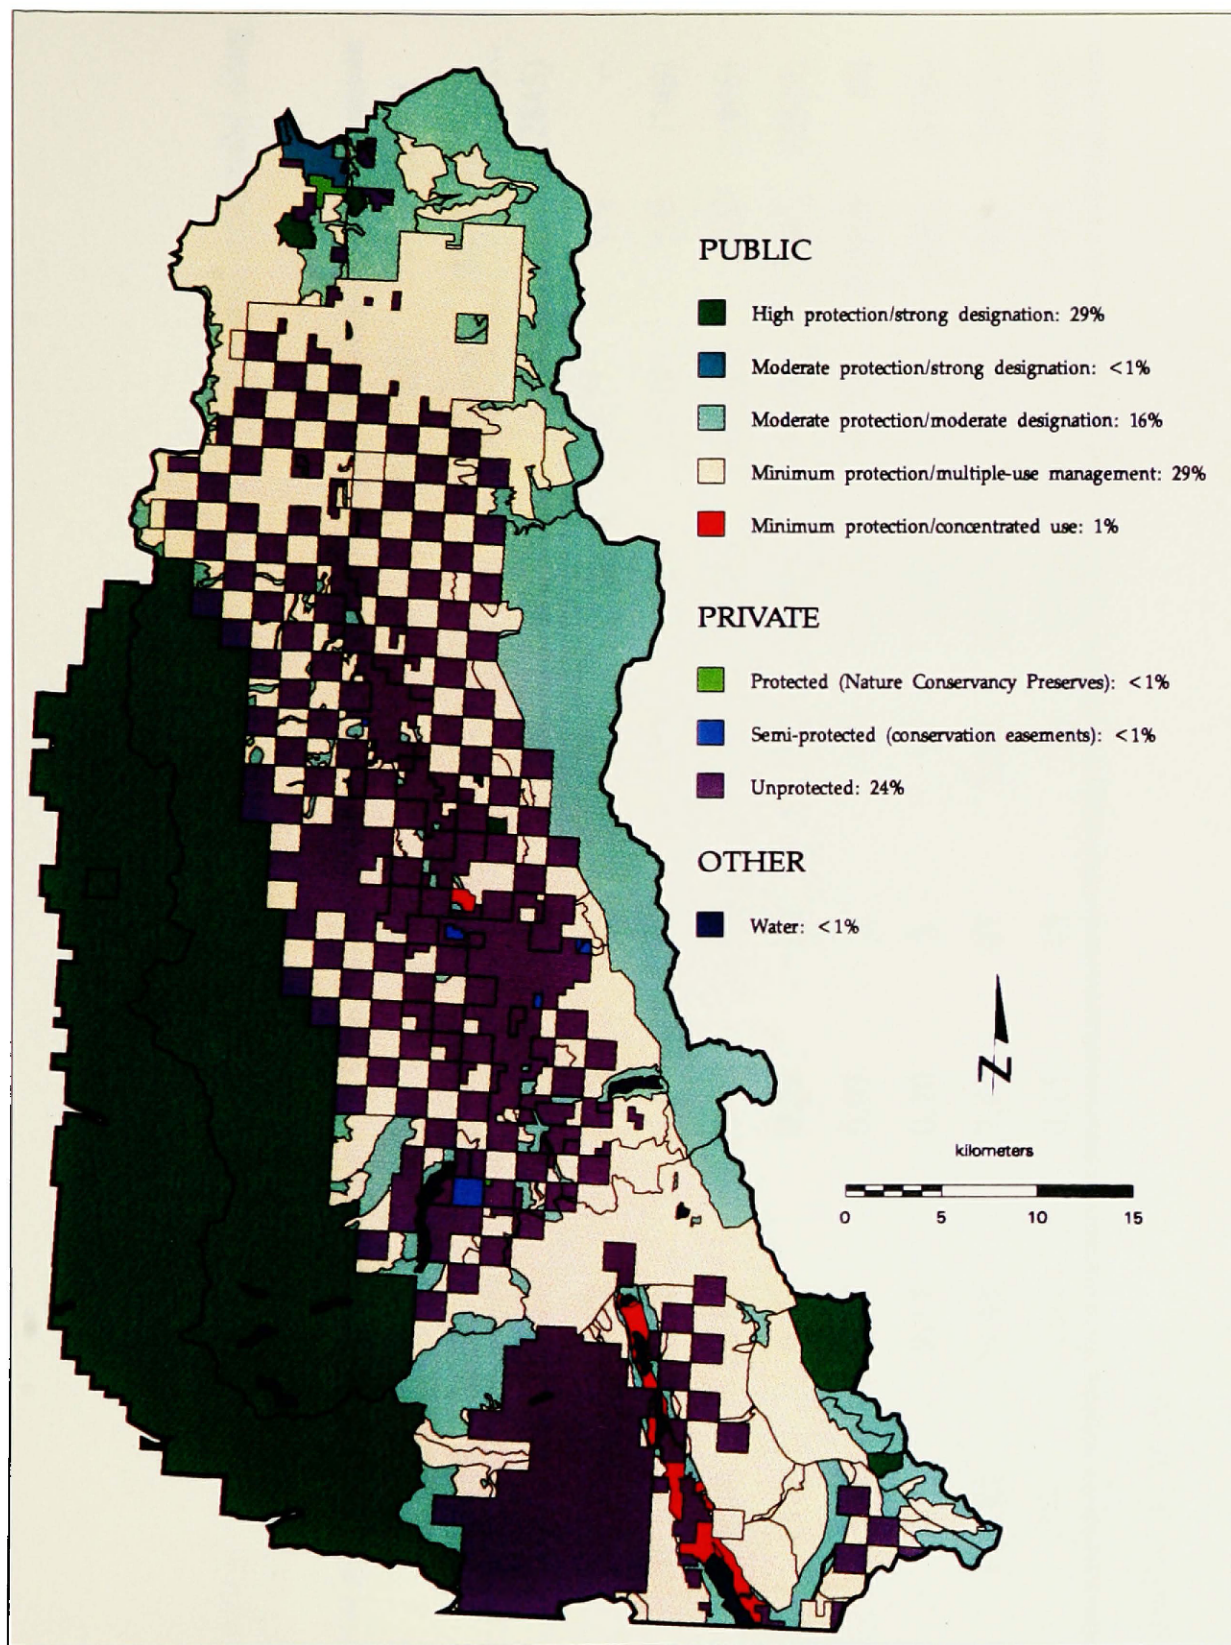 PUBLIC
High protection/strong designation: 29%
Moderate protection/strong designation: <1%
Moderate protection/moderate designation: 16%
Minimum protection/multiple-use management: 29%
Minimum protection/concentrated use: 1%
PRIVATE
Protected (Nature Conservancy Preserves): <1%
Semi-protected (conservation easements): <1%
Unprotected: 24%
OTHER
Water: <1%
N
kilometers
0 5 10 15